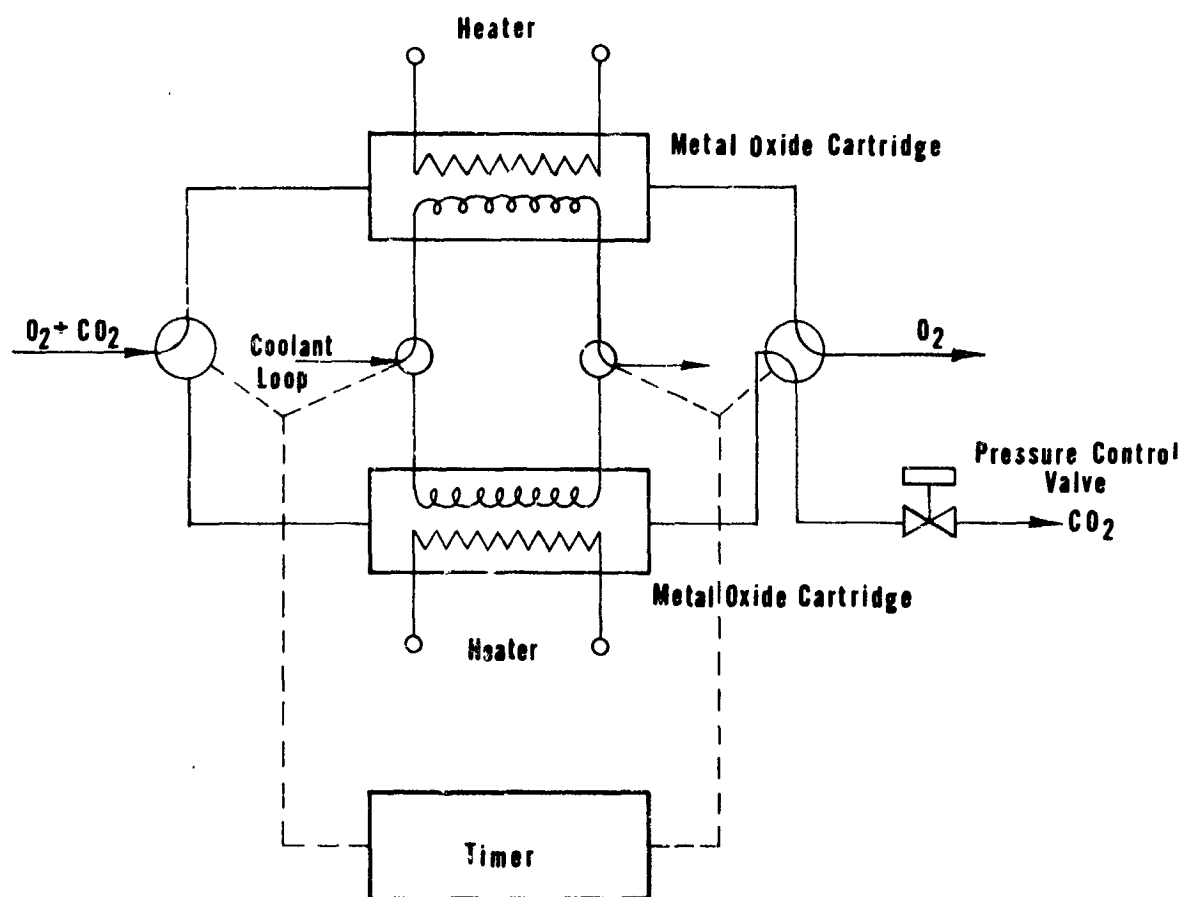 Heater
Metal Oxide Cartridge
O2 + CO2
Coolant
Loop
O2
Pressure Control
Valve
CO2
Metal Oxide Cartridge
Heater
Timer